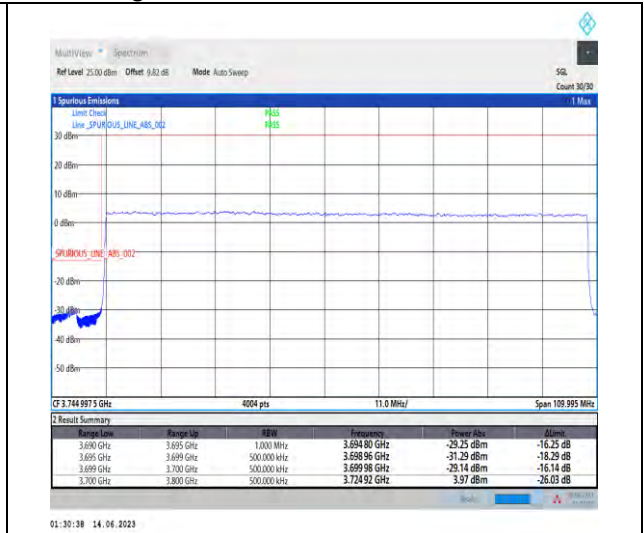 MultiView Spectrum
Ref Level 25.00 dBm Offset 9.82 dB Mode Auto Sweep SGL
Count 30/30
1 Spurious Emissions 1 Max
Limit Check PASS
Line _SPURIOUS_LINE_ABS_002 PASS
30 dBm
20 dBm
10 dBm
0 dBm
_SPURIOUS_LINE_ABS_002
-20 dBm
-30 dBm
-40 dBm
-50 dBm
CF 3.744 997 5 GHz 4004 pts 11.0 MHz/ Span 109.995 MHz
2 Result Summary
Range Low Range Up RBW Frequency Power Abs ΔLimit
3.690 GHz 3.695 GHz 1.000 MHz 3.694 80 GHz -29.25 dBm -16.25 dB
3.695 GHz 3.699 GHz 500.000 kHz 3.698 96 GHz -31.29 dBm -18.29 dB
3.699 GHz 3.700 GHz 500.000 kHz 3.699 98 GHz -29.14 dBm -16.14 dB
3.700 GHz 3.800 GHz 500.000 kHz 3.724 92 GHz 3.97 dBm -26.03 dB
01:30:38 14.06.2023